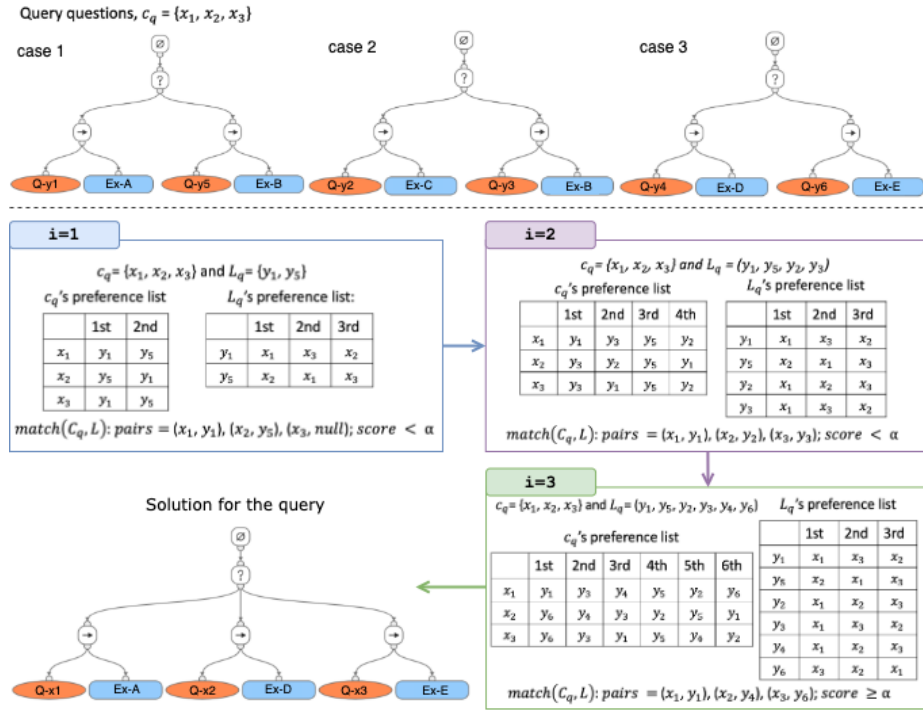 Query questions, c_q = {x_1, x_2, x_3}
case 1 case 2 case 3
∅ ∅ ∅
? ? ?
→ → → → → →
Q-y1 Ex-A Q-y5 Ex-B Q-y2 Ex-C Q-y3 Ex-B Q-y4 Ex-D Q-y6 Ex-E
i=1
c_q= {x_1, x_2, x_3} and L_q= {y_1, y_5}
c_q's preference list
1st 2nd
x_1 y_1 y_5
x_2 y_5 y_1
x_3 y_1 y_5
L_q's preference list:
1st 2nd 3rd
y_1 x_1 x_3 x_2
y_5 x_2 x_1 x_3
match(C_q, L): pairs = (x_1, y_1), (x_2, y_5), (x_3, null); score < α
i=2
c_q= {x_1, x_2, x_3} and L_q = (y_1, y_5, y_2, y_3)
c_q's preference list
1st 2nd 3rd 4th
x_1 y_1 y_3 y_5 y_2
x_2 y_3 y_2 y_5 y_1
x_3 y_3 y_1 y_5 y_2
L_q's preference list
1st 2nd 3rd
y_1 x_1 x_3 x_2
y_5 x_2 x_1 x_3
y_2 x_1 x_2 x_3
y_3 x_1 x_3 x_2
match(C_q, L): pairs = (x_1, y_1), (x_2, y_2), (x_3, y_3); score < α
i=3
c_q= {x_1, x_2, x_3} and L_q= (y_1, y_5, y_2, y_3, y_4, y_6)
c_q's preference list
1st 2nd 3rd 4th 5th 6th
x_1 y_1 y_3 y_4 y_5 y_2 y_6
x_2 y_6 y_4 y_3 y_2 y_5 y_1
x_3 y_6 y_3 y_1 y_5 y_4 y_2
L_q's preference list
1st 2nd 3rd
y_1 x_1 x_3 x_2
y_5 x_2 x_1 x_3
y_2 x_1 x_2 x_3
y_3 x_1 x_3 x_2
y_4 x_1 x_2 x_3
y_6 x_3 x_2 x_1
match(C_q, L): pairs = (x_1, y_1), (x_2, y_4), (x_3, y_6); score ≥ α
Solution for the query
∅
?
→ → →
Q-x1 Ex-A Q-x2 Ex-D Q-x3 Ex-E